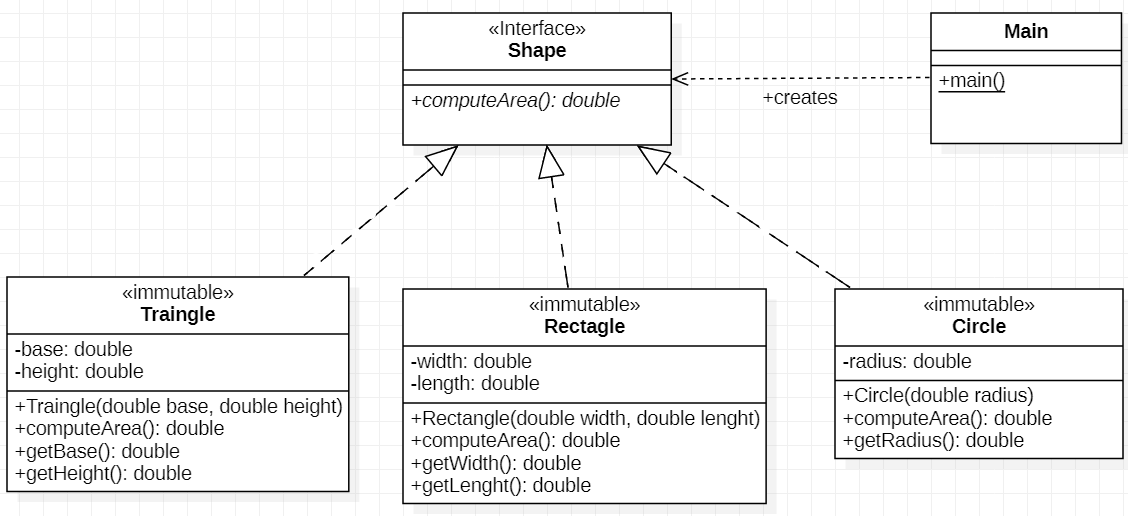 «Interface»
Shape
+computeArea(): double
Main
+main()
+creates
«immutable»
Traingle
-base: double
-height: double
+Traingle(double base, double height)
+computeArea(): double
+getBase(): double
+getHeight(): double
«immutable»
Rectagle
-width: double
-length: double
+Rectangle(double width, double lenght)
+computeArea(): double
+getWidth(): double
+getLenght(): double
«immutable»
Circle
-radius: double
+Circle(double radius)
+computeArea(): double
+getRadius(): double